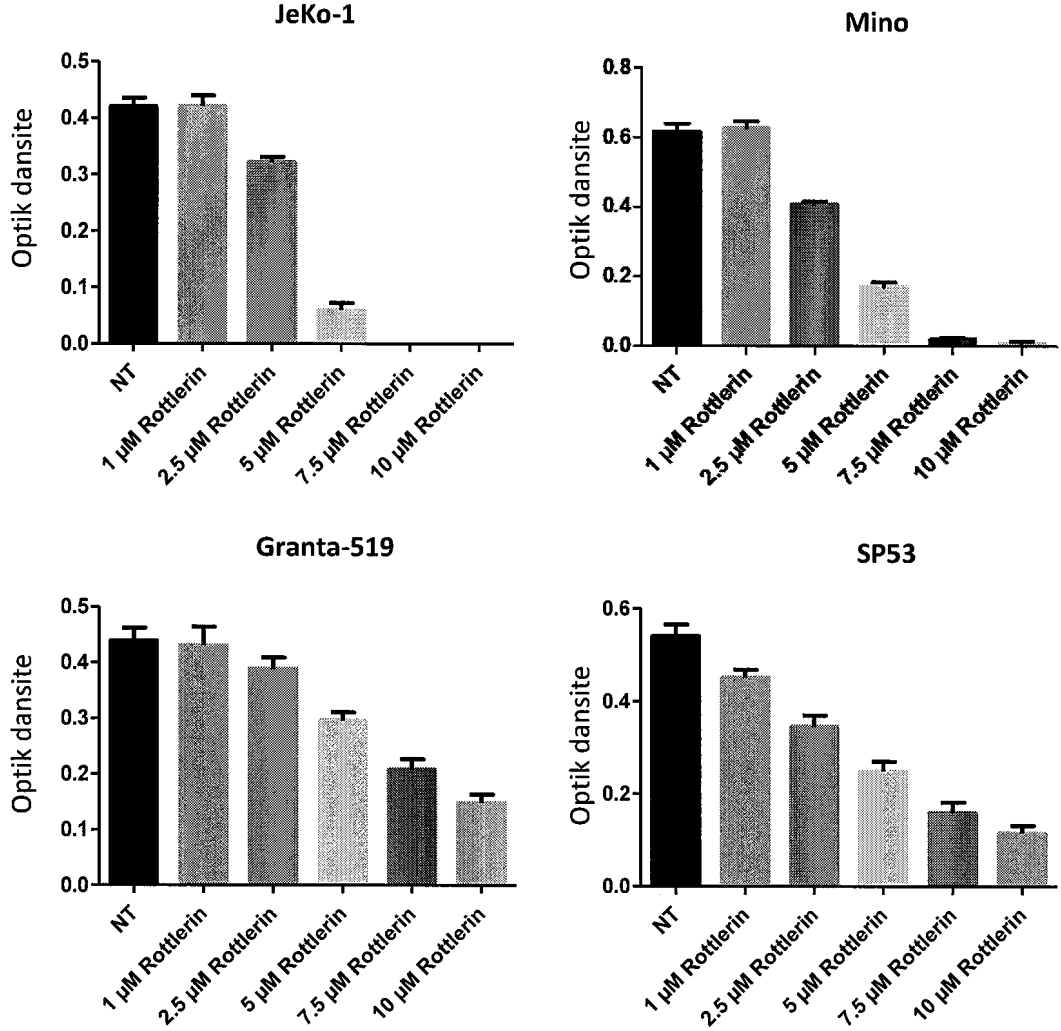 JeKo-1
Optik dansite
0.5
0.4
0.3
0.2
0.1
0.0
NT
1 µM Rottlerin
2.5 µM Rottlerin
5 µM Rottlerin
7.5 µM Rottlerin
10 µM Rottlerin
Mino
Optik dansite
0.8
0.6
0.4
0.2
0.0
NT
1 µM Rottlerin
2.5 µM Rottlerin
5 µM Rottlerin
7.5 µM Rottlerin
10 µM Rottlerin
Granta-519
Optik dansite
0.5
0.4
0.3
0.2
0.1
0.0
NT
1 µM Rottlerin
2.5 µM Rottlerin
5 µM Rottlerin
7.5 µM Rottlerin
10 µM Rottlerin
SP53
Optik dansite
0.6
0.4
0.2
0.0
NT
1 µM Rottlerin
2.5 µM Rottlerin
5 µM Rottlerin
7.5 µM Rottlerin
10 µM Rottlerin